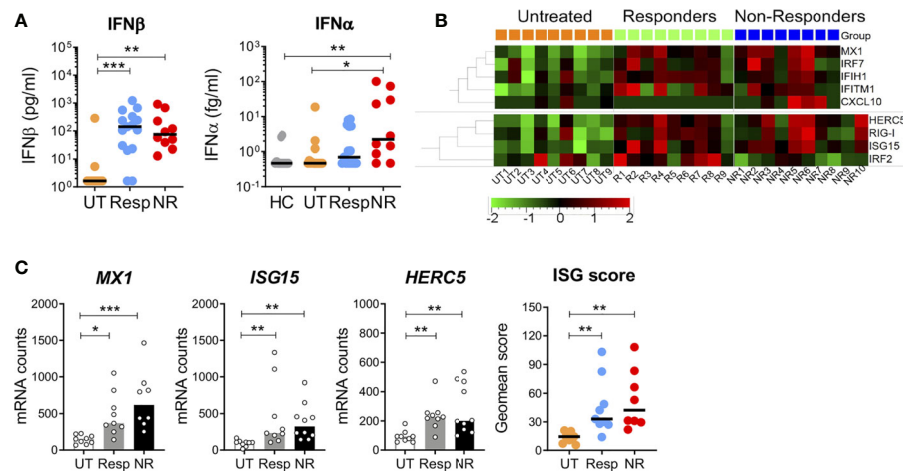 A
IFNβ
IFNβ (pg/ml)
10⁵
10⁴
10³
10²
10¹
10⁰
**
***
UT Resp NR
IFNα
IFNα (fg/ml)
10³
10²
10¹
10⁰
10⁻¹
**
*
HC UT Resp NR
B
Untreated Responders Non-Responders
Group
MX1
IRF7
IFIH1
IFITM1
CXCL10
HERC5
RIG-I
ISG15
IRF2
UT1 UT2 UT3 UT4 UT5 UT6 UT7 UT8 UT9 R1 R2 R3 R4 R5 R6 R7 R8 R9 NR1 NR2 NR3 NR4 NR5 NR6 NR7 NR8 NR9 NR10
-2 -1 0 1 2
C
MX1
mRNA counts
2000
1500
1000
500
0
***
*
UT Resp NR
ISG15
mRNA counts
2000
1500
1000
500
0
**
**
UT Resp NR
HERC5
mRNA counts
1000
800
600
400
200
0
**
**
UT Resp NR
ISG score
Geomean score
150
120
90
60
30
0
**
**
UT Resp NR